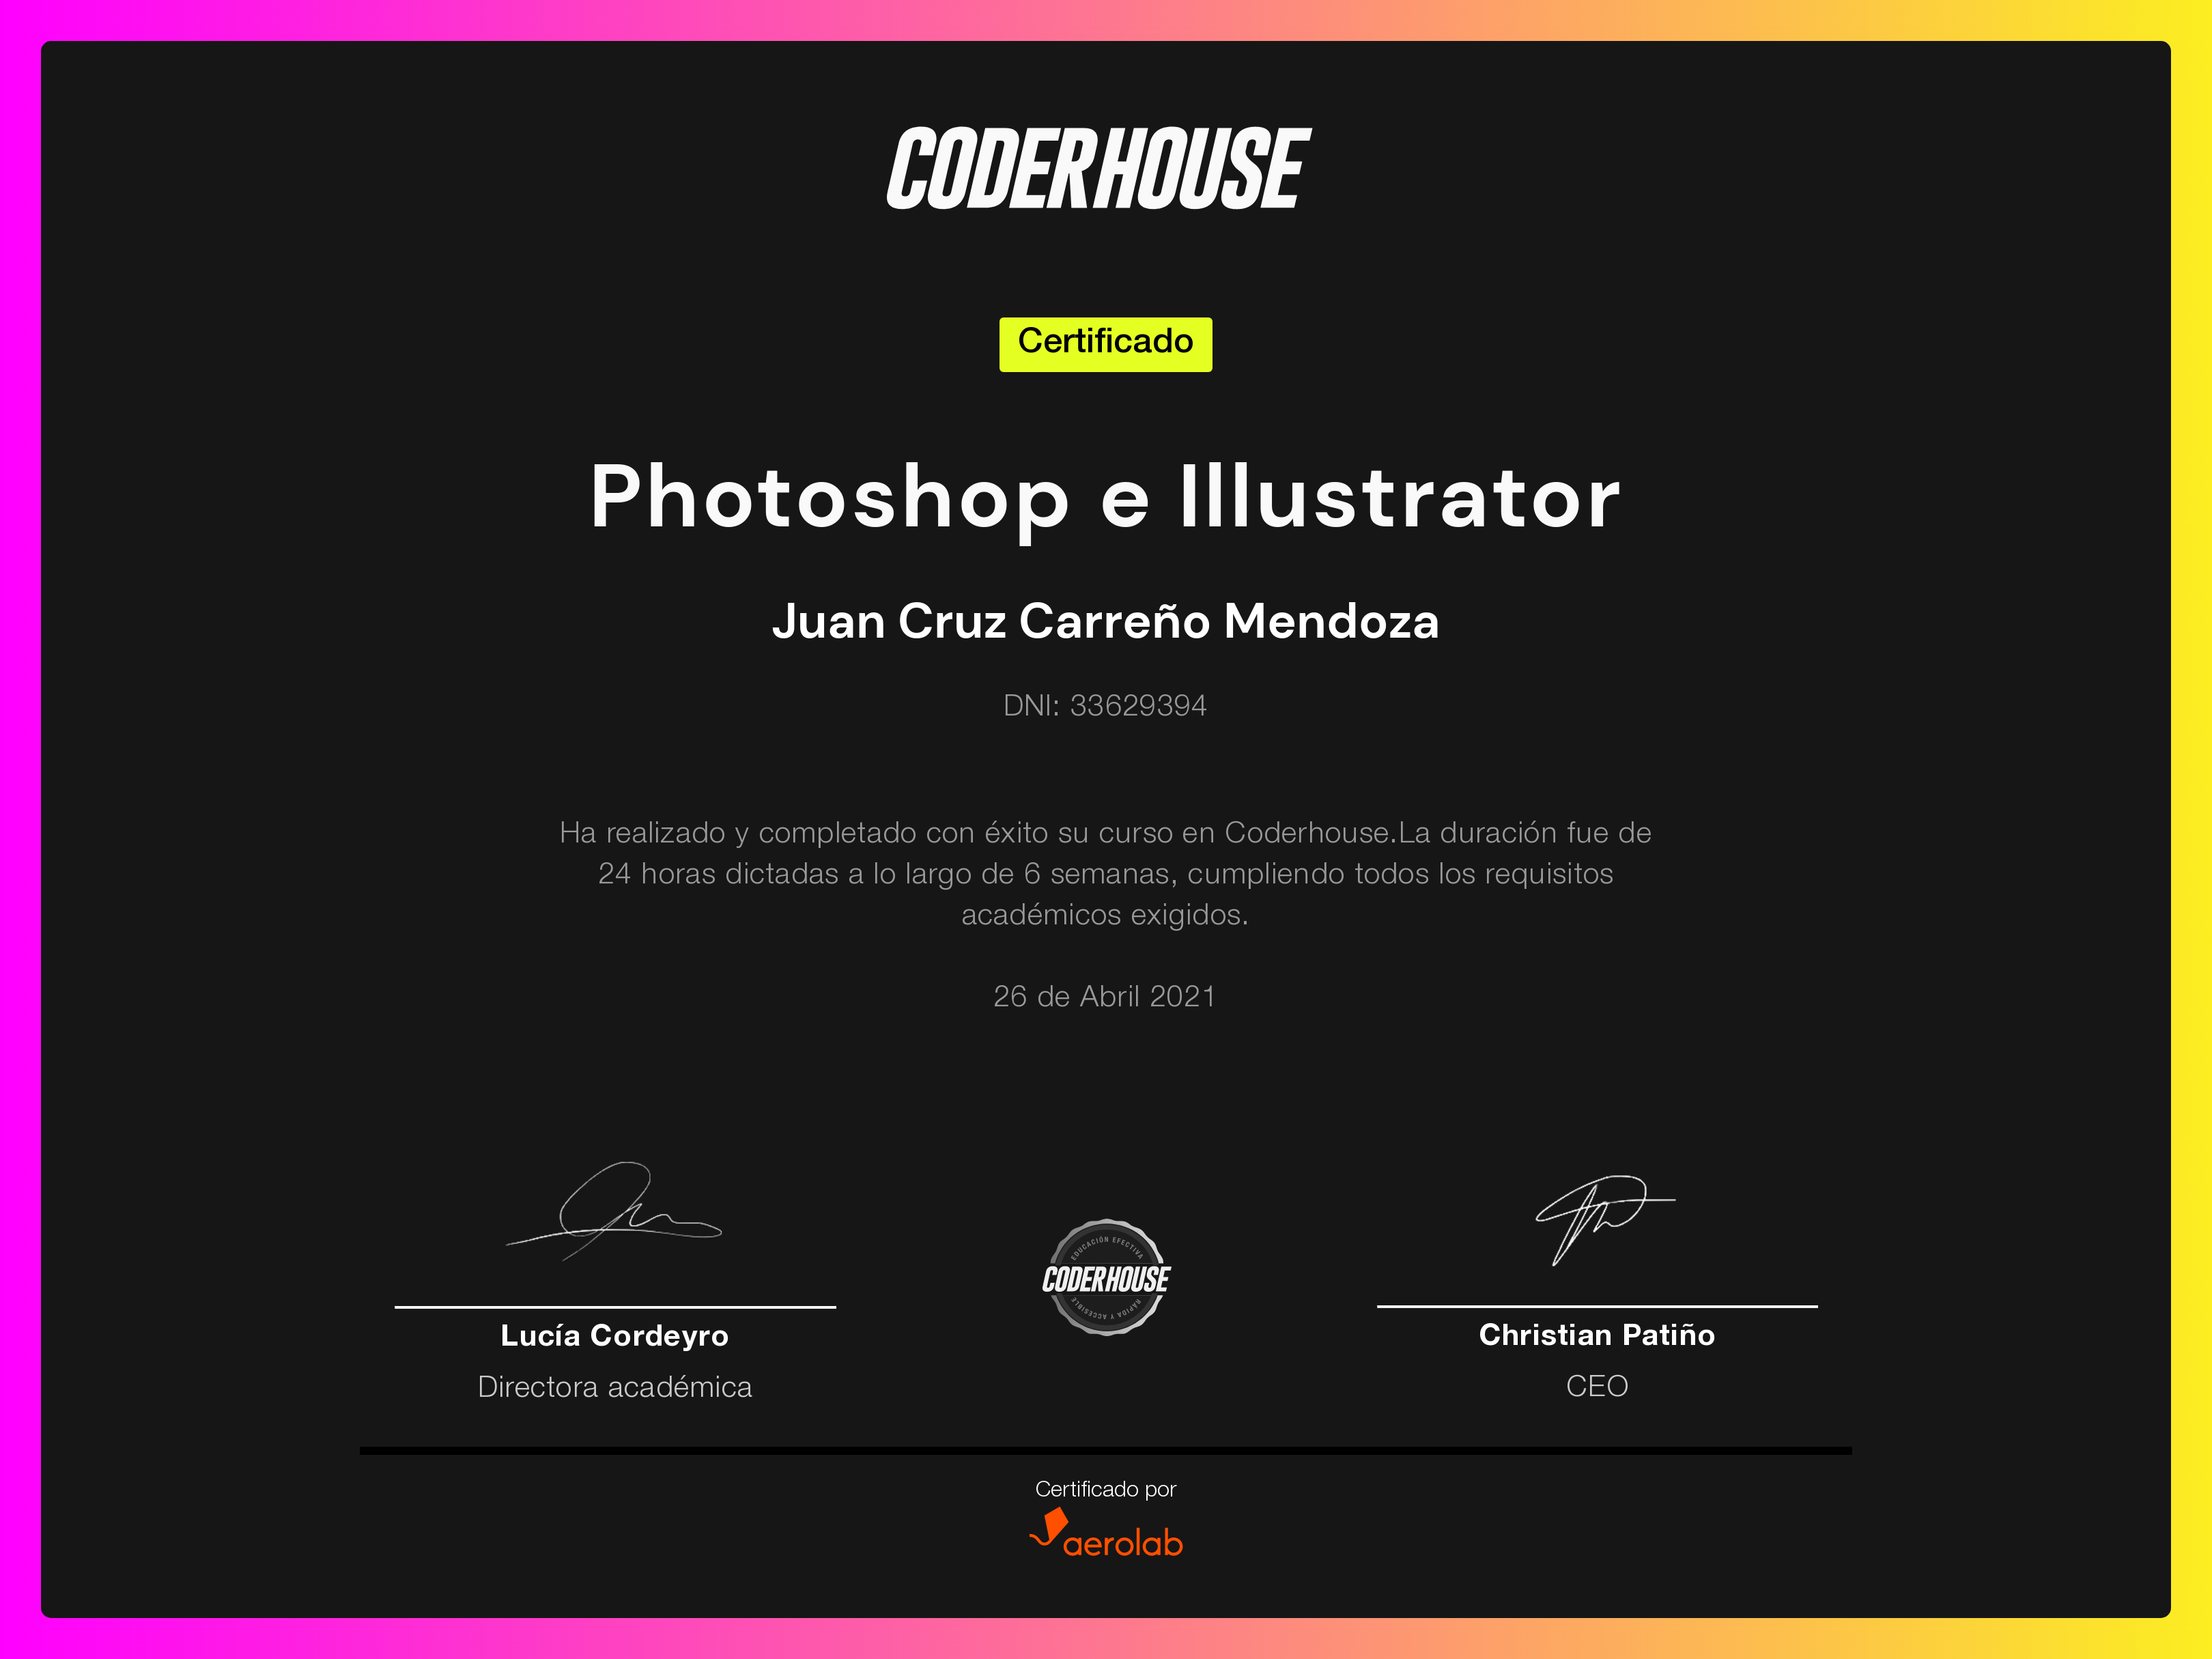 CODERHOUSE
Certificado
Photoshop e Illustrator
Juan Cruz Carreño Mendoza
DNI: 33629394
Ha realizado y completado con éxito su curso en Coderhouse.La duración fue de
24 horas dictadas a lo largo de 6 semanas, cumpliendo todos los requisitos
académicos exigidos.
26 de Abril 2021
EDUCACIÓN EFECTIVA
CODERHOUSE
RÁPIDA Y ACCESIBLE
Lucía Cordeyro
Directora académica
Christian Patiño
CEO
Certificado por
aerolab